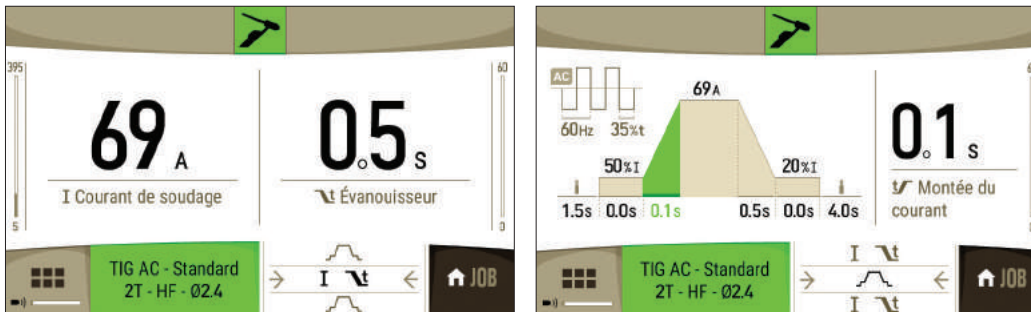 395
60
69 A
0.5 s
I Courant de soudage
Évanouisseur
5
0
TIG AC - Standard
2T - HF - Ø2.4
I t
JOB
AC
60Hz 35%t
69 A
50%I
20%I
1.5s 0.0s 0.1s 0.5s 0.0s 4.0s
0.1 s
t Montée du
courant
TIG AC - Standard
2T - HF - Ø2.4
I t
I t
JOB